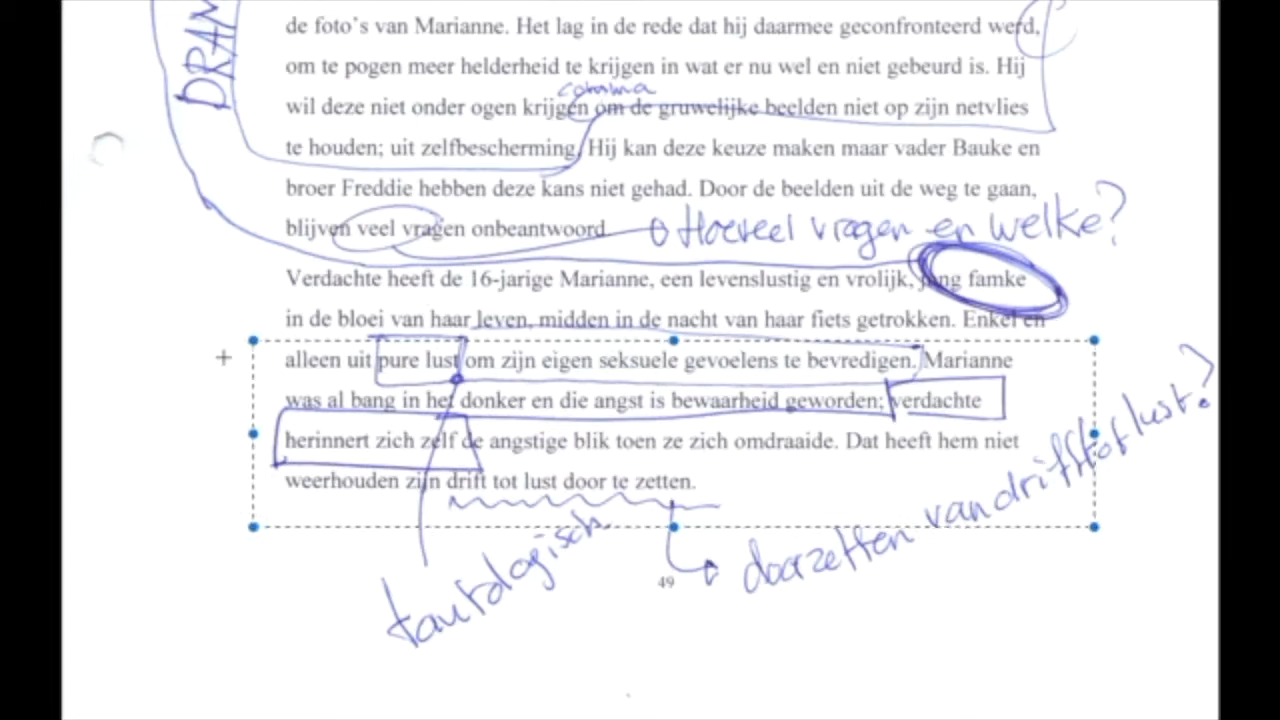 DRAM
de foto's van Marianne. Het lag in de rede dat hij daarmee geconfronteerd werd,
om te pogen meer helderheid te krijgen in wat er nu wel en niet gebeurd is. Hij
comma
wil deze niet onder ogen krijgen om de gruwelijke beelden niet op zijn netvlies
te houden; uit zelfbescherming. Hij kan deze keuze maken maar vader Bauke en
broer Freddie hebben deze kans niet gehad. Door de beelden uit de weg te gaan,
blijven veel vragen onbeantwoord. Hoeveel vragen en welke?
Verdachte heeft de 16-jarige Marianne, een levenslustig en vrolijk, jong famke
in de bloei van haar leven, midden in de nacht van haar fiets getrokken. Enkel en
alleen uit pure lust om zijn eigen seksuele gevoelens te bevredigen. Marianne
was al bang in het donker en die angst is bewaarheid geworden; verdachte
herinnert zich zelf de angstige blik toen ze zich omdraaide. Dat heeft hem niet
weerhouden zijn drift tot lust door te zetten.
doorzetten van drift tot lust?
tautologisch
49